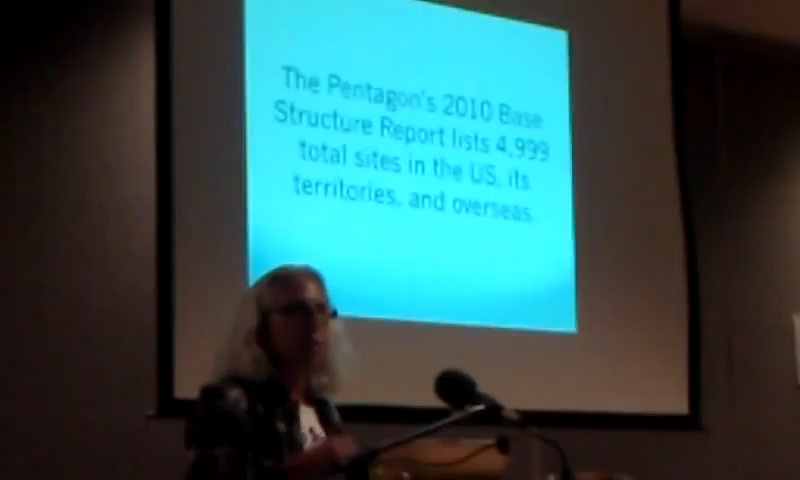 The Pentagon's 2010 Base
Structure Report lists 4,999
total sites in the US, its
territories, and overseas.